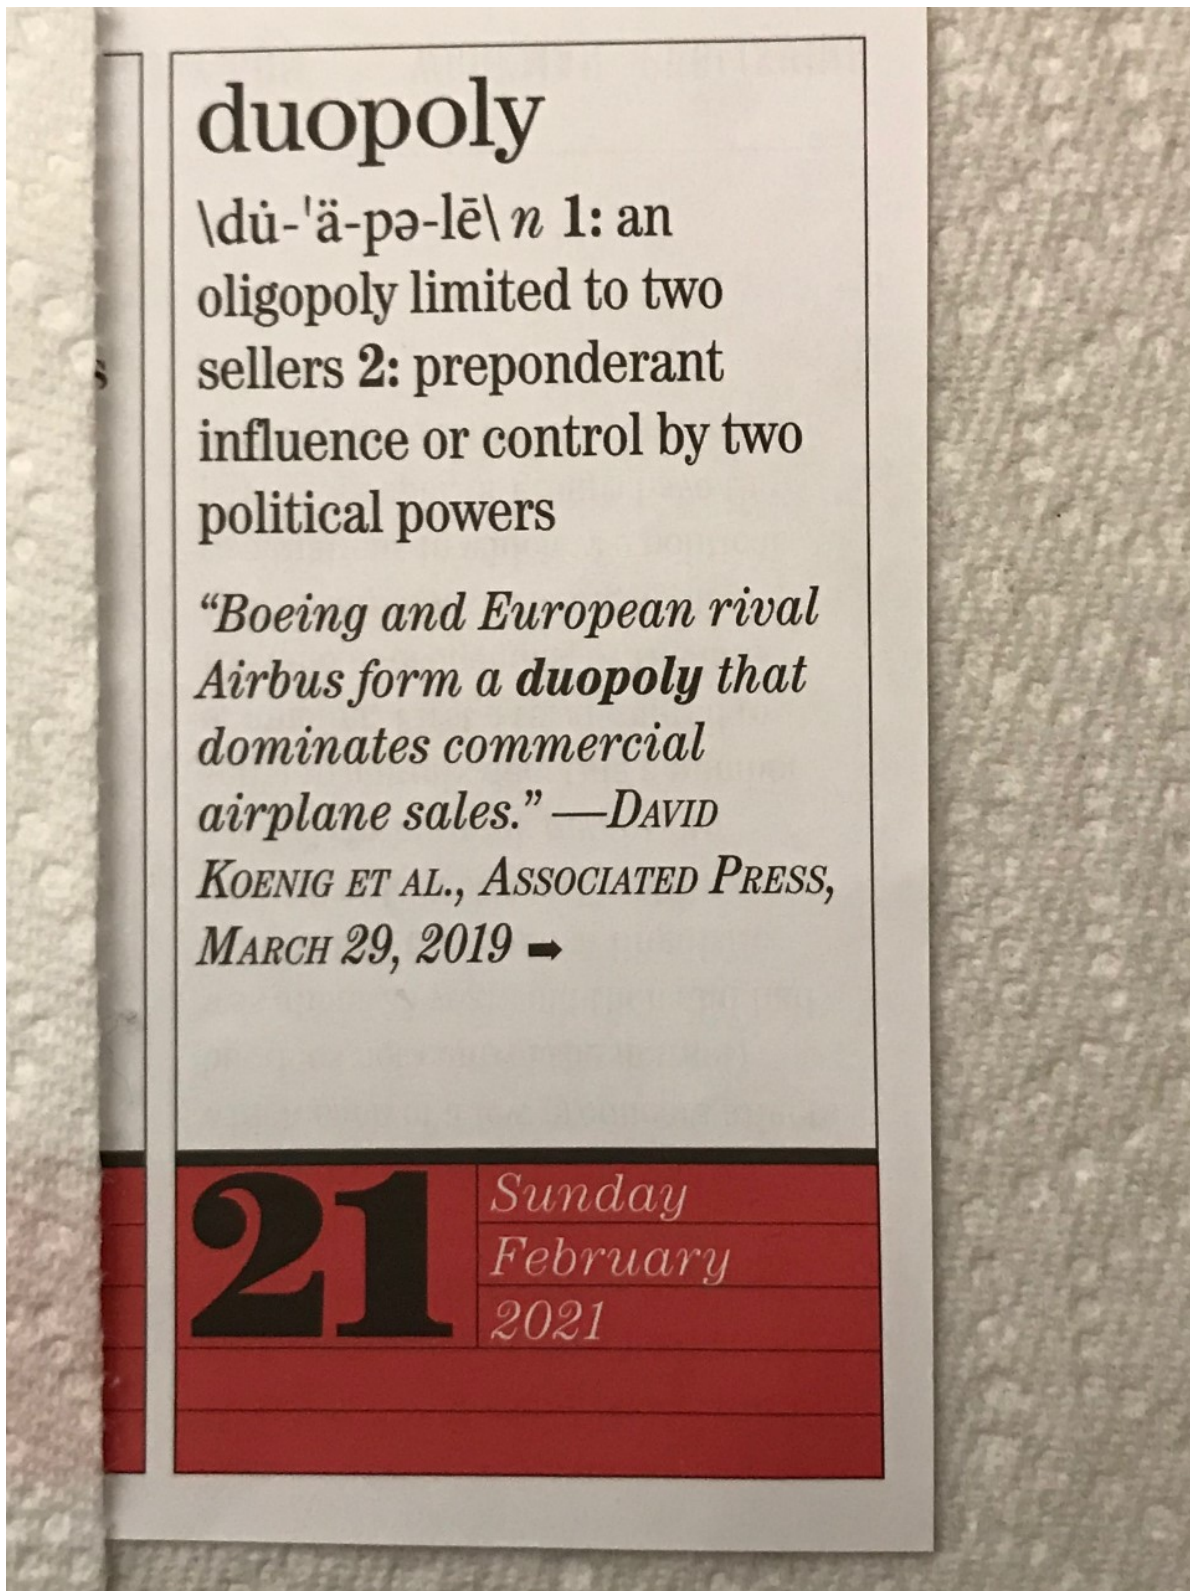 duopoly
\du̇-ˈä-pə-lē\ n 1: an
oligopoly limited to two
sellers 2: preponderant
influence or control by two
political powers
“Boeing and European rival
Airbus form a duopoly that
dominates commercial
airplane sales.” —David
Koenig et al., Associated Press,
March 29, 2019 ➡
21
Sunday
February
2021